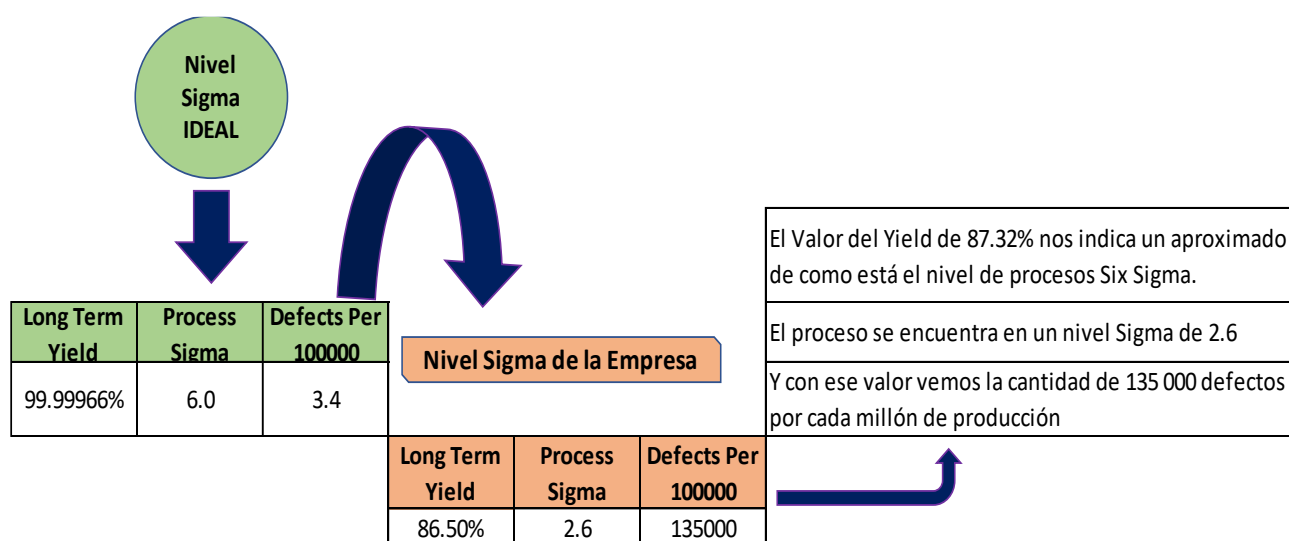 Nivel
Sigma
IDEAL
El Valor del Yield de 87.32% nos indica un aproximado
de como está el nivel de procesos Six Sigma.
Long Term
Yield
Process
Sigma
Defects Per
100000
El proceso se encuentra en un nivel Sigma de 2.6
Nivel Sigma de la Empresa
99.99966%
6.0
3.4
Y con ese valor vemos la cantidad de 135 000 defectos
por cada millón de producción
Long Term
Yield
Process
Sigma
Defects Per
100000
86.50%
2.6
135000